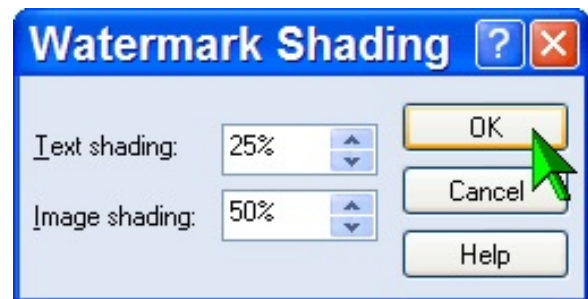 Watermark Shading ?
Text shading: 25% OK
Cancel
Image shading: 50%
Help